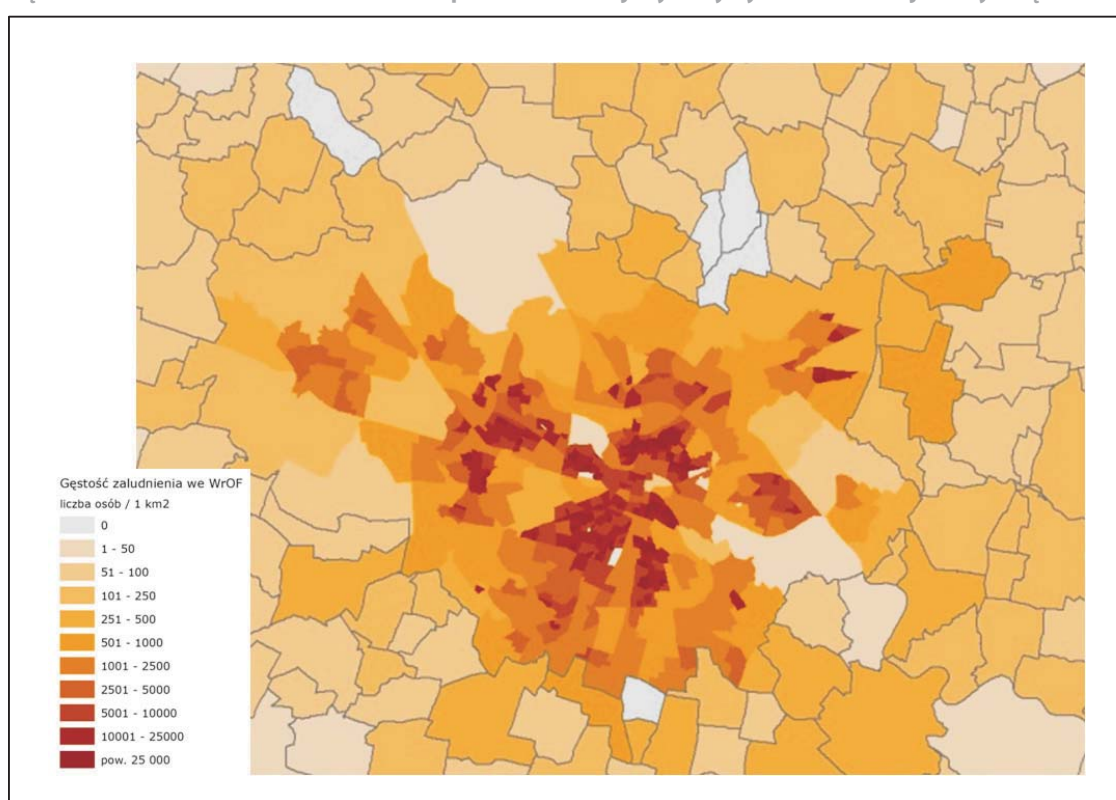 Gęstość zaludnienia we WrOF
liczba osób / 1 km2
0
1 - 50
51 - 100
101 - 250
251 - 500
501 - 1000
1001 - 2500
2501 - 5000
5001 - 10000
10001 - 25000
pow. 25 000